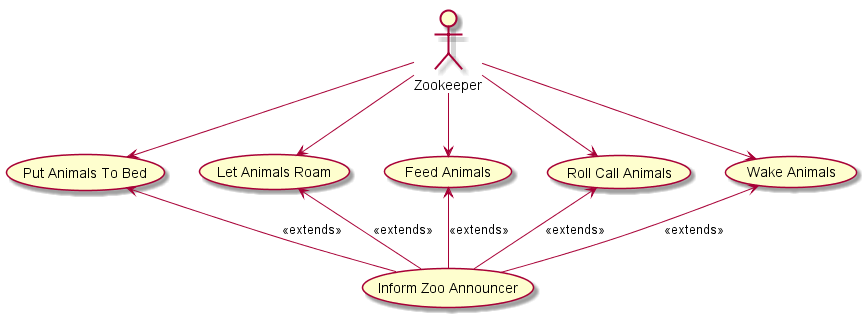 Zookeeper
Put Animals To Bed
Let Animals Roam
Feed Animals
Roll Call Animals
Wake Animals
«extends»
«extends»
«extends»
«extends»
«extends»
Inform Zoo Announcer